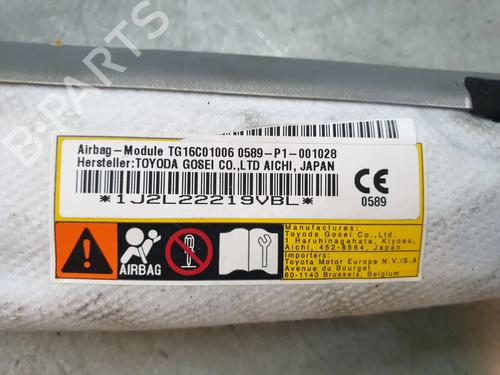 B-PARTS
Airbag-Module TG16C01006 0589-P1-001028
Hersteller:TOYODA GOSEI CO.,LTD AICHI, JAPAN
*1J2L22219VBL*
CE
0589
AIRBAG
Manufacturers:
Toyoda Gosei Co.,Ltd.
1 Haruhinagahata, Kiyosu,
Aichi, 452-8564, Japan
Importers:
Toyota Motor Europe N.V./S.A
Avenue du Bourget
60-1140 Brussels, Belgium